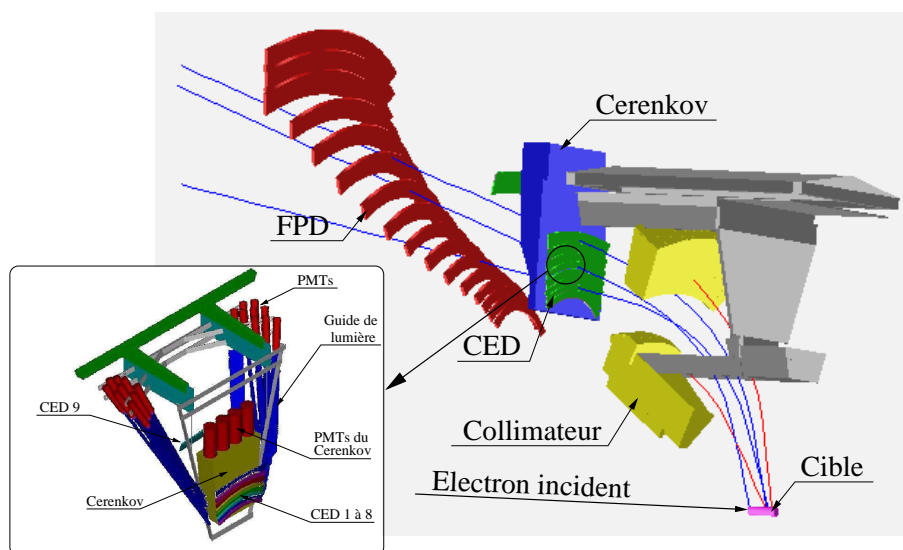 Cerenkov
FPD
CED
Collimateur
Electron incident
Cible
PMTs
Guide de
lumière
CED 9
PMTs du
Cerenkov
Cerenkov
CED 1 à 8